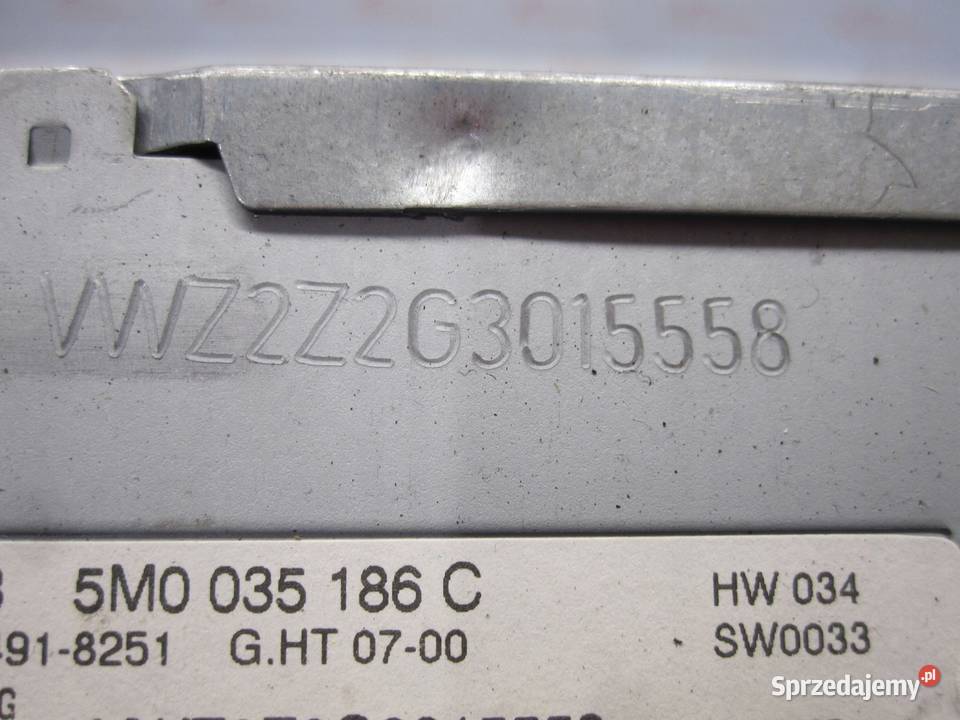 VWZ2Z2G3015558
5M0 035 186 C
HW 034
491-8251 G.HT 07-00
SW0033
G
Sprzedajemy.pl